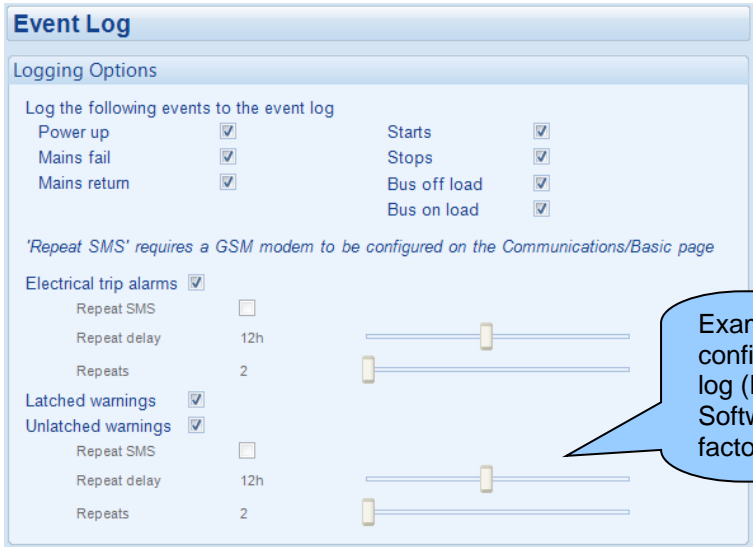 Event Log
Logging Options
Log the following events to the event log
Power up
Starts
Mains fail
Stops
Mains return
Bus off load
Bus on load
'Repeat SMS' requires a GSM modem to be configured on the Communications/Basic page
Electrical trip alarms
Repeat SMS
Repeat delay 12h
Repeats 2
Latched warnings
Unlatched warnings
Repeat SMS
Repeat delay 12h
Repeats 2
log (